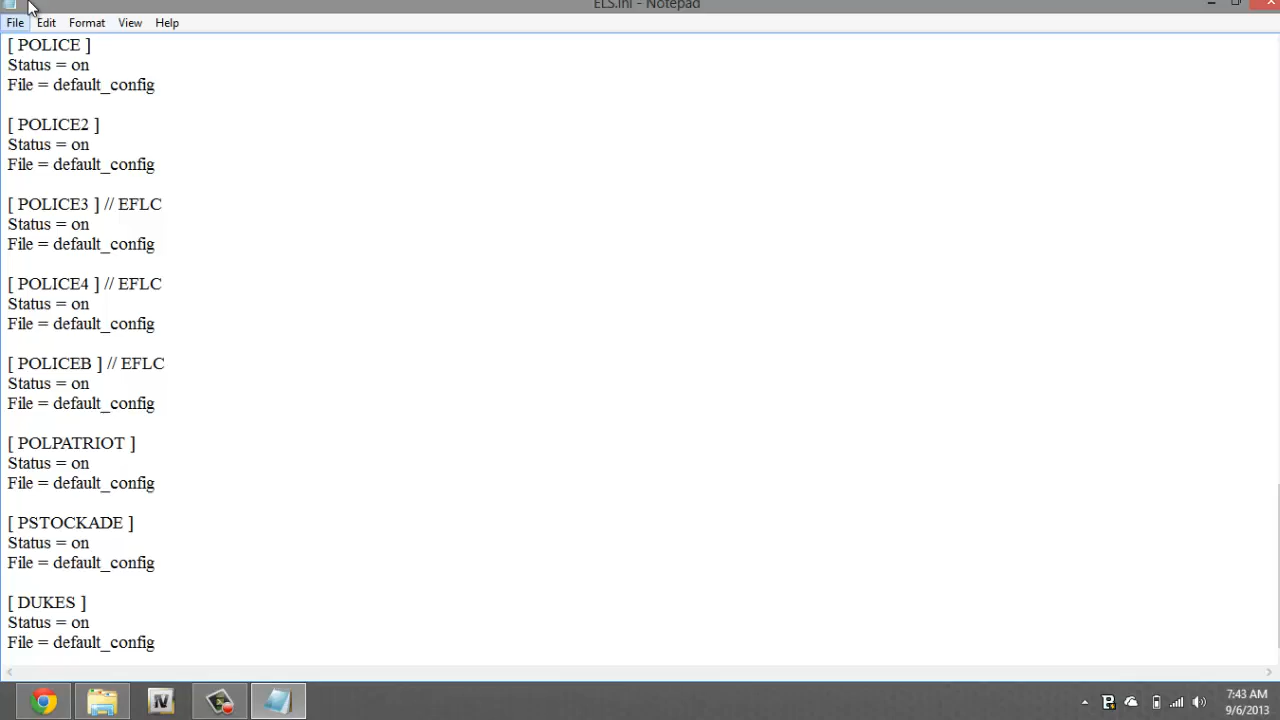 ELS.ini - Notepad
File Edit Format View Help
[ POLICE ]
Status = on
File = default_config
[ POLICE2 ]
Status = on
File = default_config
[ POLICE3 ] // EFLC
Status = on
File = default_config
[ POLICE4 ] // EFLC
Status = on
File = default_config
[ POLICEB ] // EFLC
Status = on
File = default_config
[ POLPATRIOT ]
Status = on
File = default_config
[ PSTOCKADE ]
Status = on
File = default_config
[ DUKES ]
Status = on
File = default_config
7:43 AM
9/6/2013